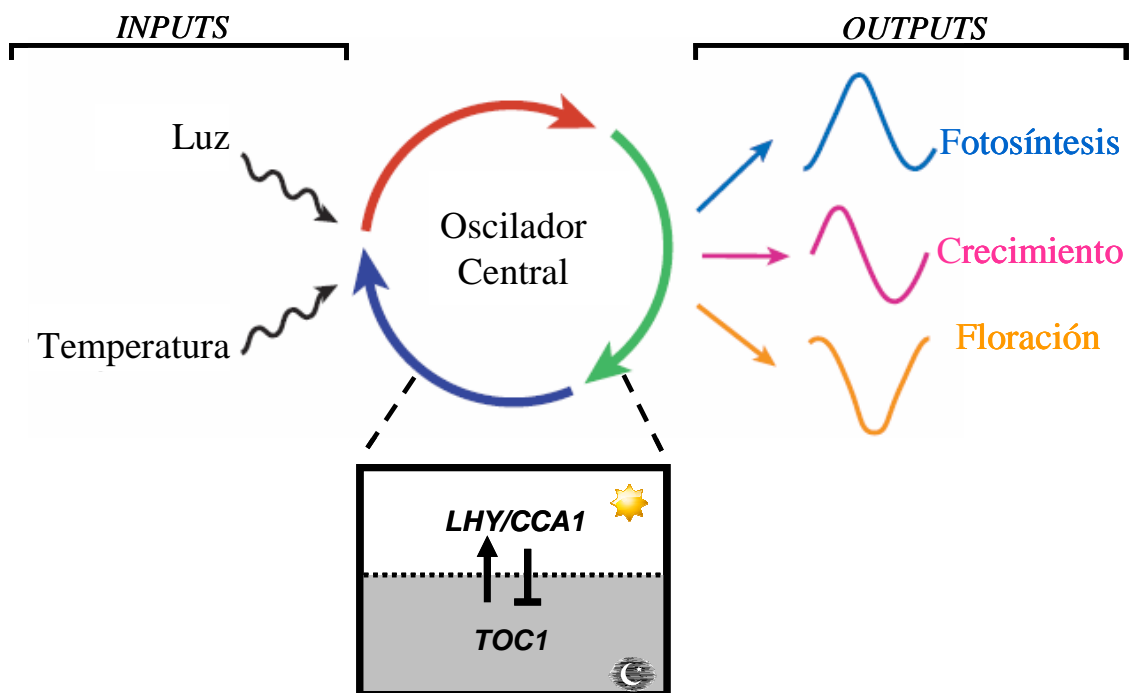 INPUTS
OUTPUTS
Luz
Temperatura
Oscilador
Central
Fotosíntesis
Crecimiento
Floración
LHY/CCA1
TOC1